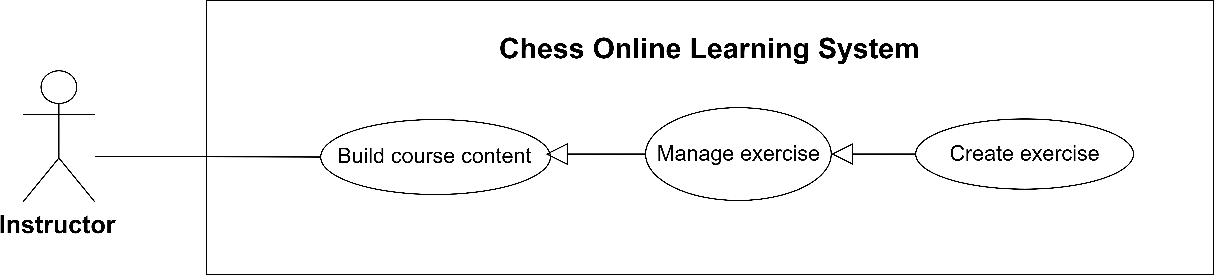 Chess Online Learning System
Build course content
Manage exercise
Create exercise
Instructor